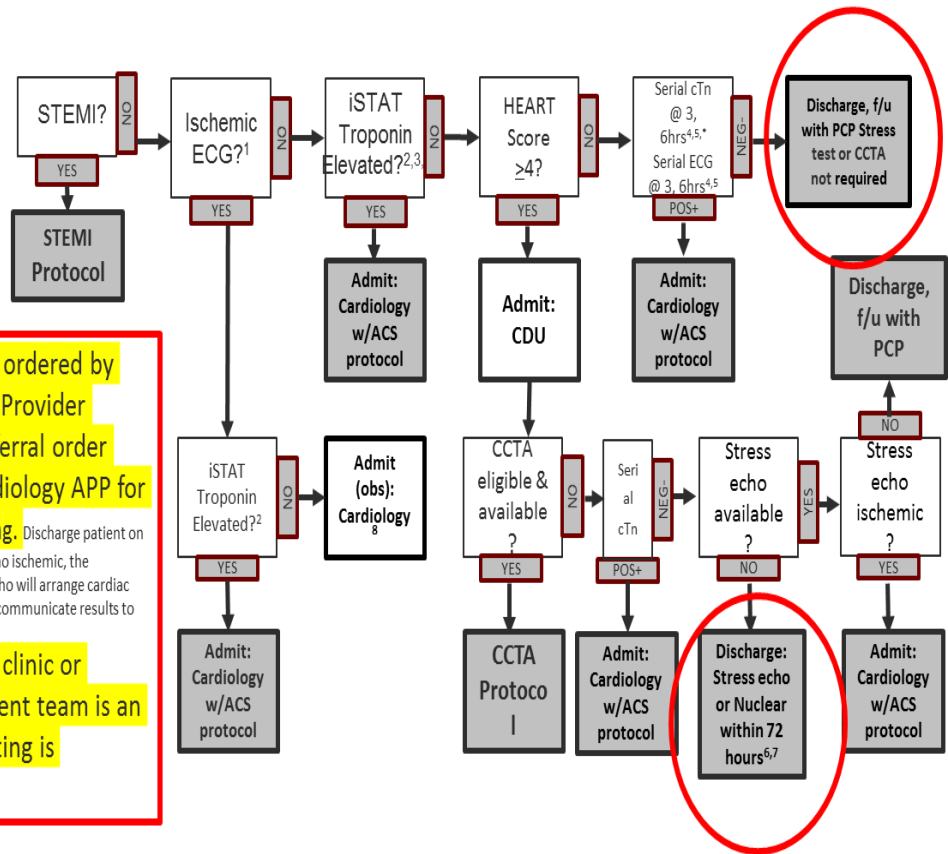 STEMI?
NO
YES
STEMI
Protocol
Ischemic
ECG?1
NO
YES
iSTAT
Troponin
Elevated?2,3,
NO
YES
Admit:
Cardiology
w/ACS
protocol
HEART
Score
≥4?
NO
YES
Admit:
CDU
Serial cTn
@ 3,
6hrs4,5,*
Serial ECG
@ 3, 6hrs4,5
NEG-
POS+
Admit:
Cardiology
w/ACS
protocol
Discharge, f/u
with PCP Stress
test or CCTA
not required
Discharge,
f/u with
PCP
ordered by
Provider
ferral order
diology APP for
ng. Discharge patient on
ho ischemic, the
cho will arrange cardiac
communicate results to
clinic or
ent team is an
ting is
iSTAT
Troponin
Elevated?2
NO
YES
Admit
(obs):
Cardiology
8
Admit:
Cardiology
w/ACS
protocol
CCTA
eligible &
available
?
NO
YES
CCTA
Protoco
l
Seri
al
cTn
NEG-
POS+
Admit:
Cardiology
w/ACS
protocol
Stress
echo
available
?
YES
NO
Discharge:
Stress echo
or Nuclear
within 72
hours6,7
Stress
echo
ischemic
?
NO
YES
Admit:
Cardiology
w/ACS
protocol